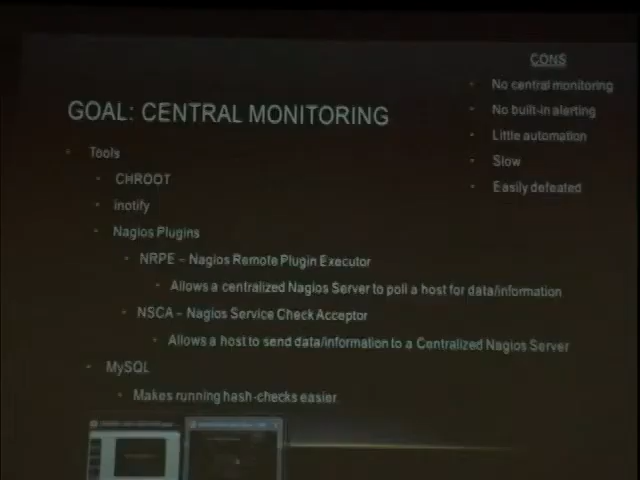 GOAL: CENTRAL MONITORING
Tools
CHROOT
inotify
Nagios Plugins
NRPE – Nagios Remote Plugin Executor
Allows a centralized Nagios Server to poll a host for data/information
NSCA – Nagios Service Check Acceptor
Allows a host to send data/information to a Centralized Nagios Server
MySQL
Makes running hash-checks easier
CONS
No central monitoring
No built-in alerting
Little automation
Slow
Easily defeated